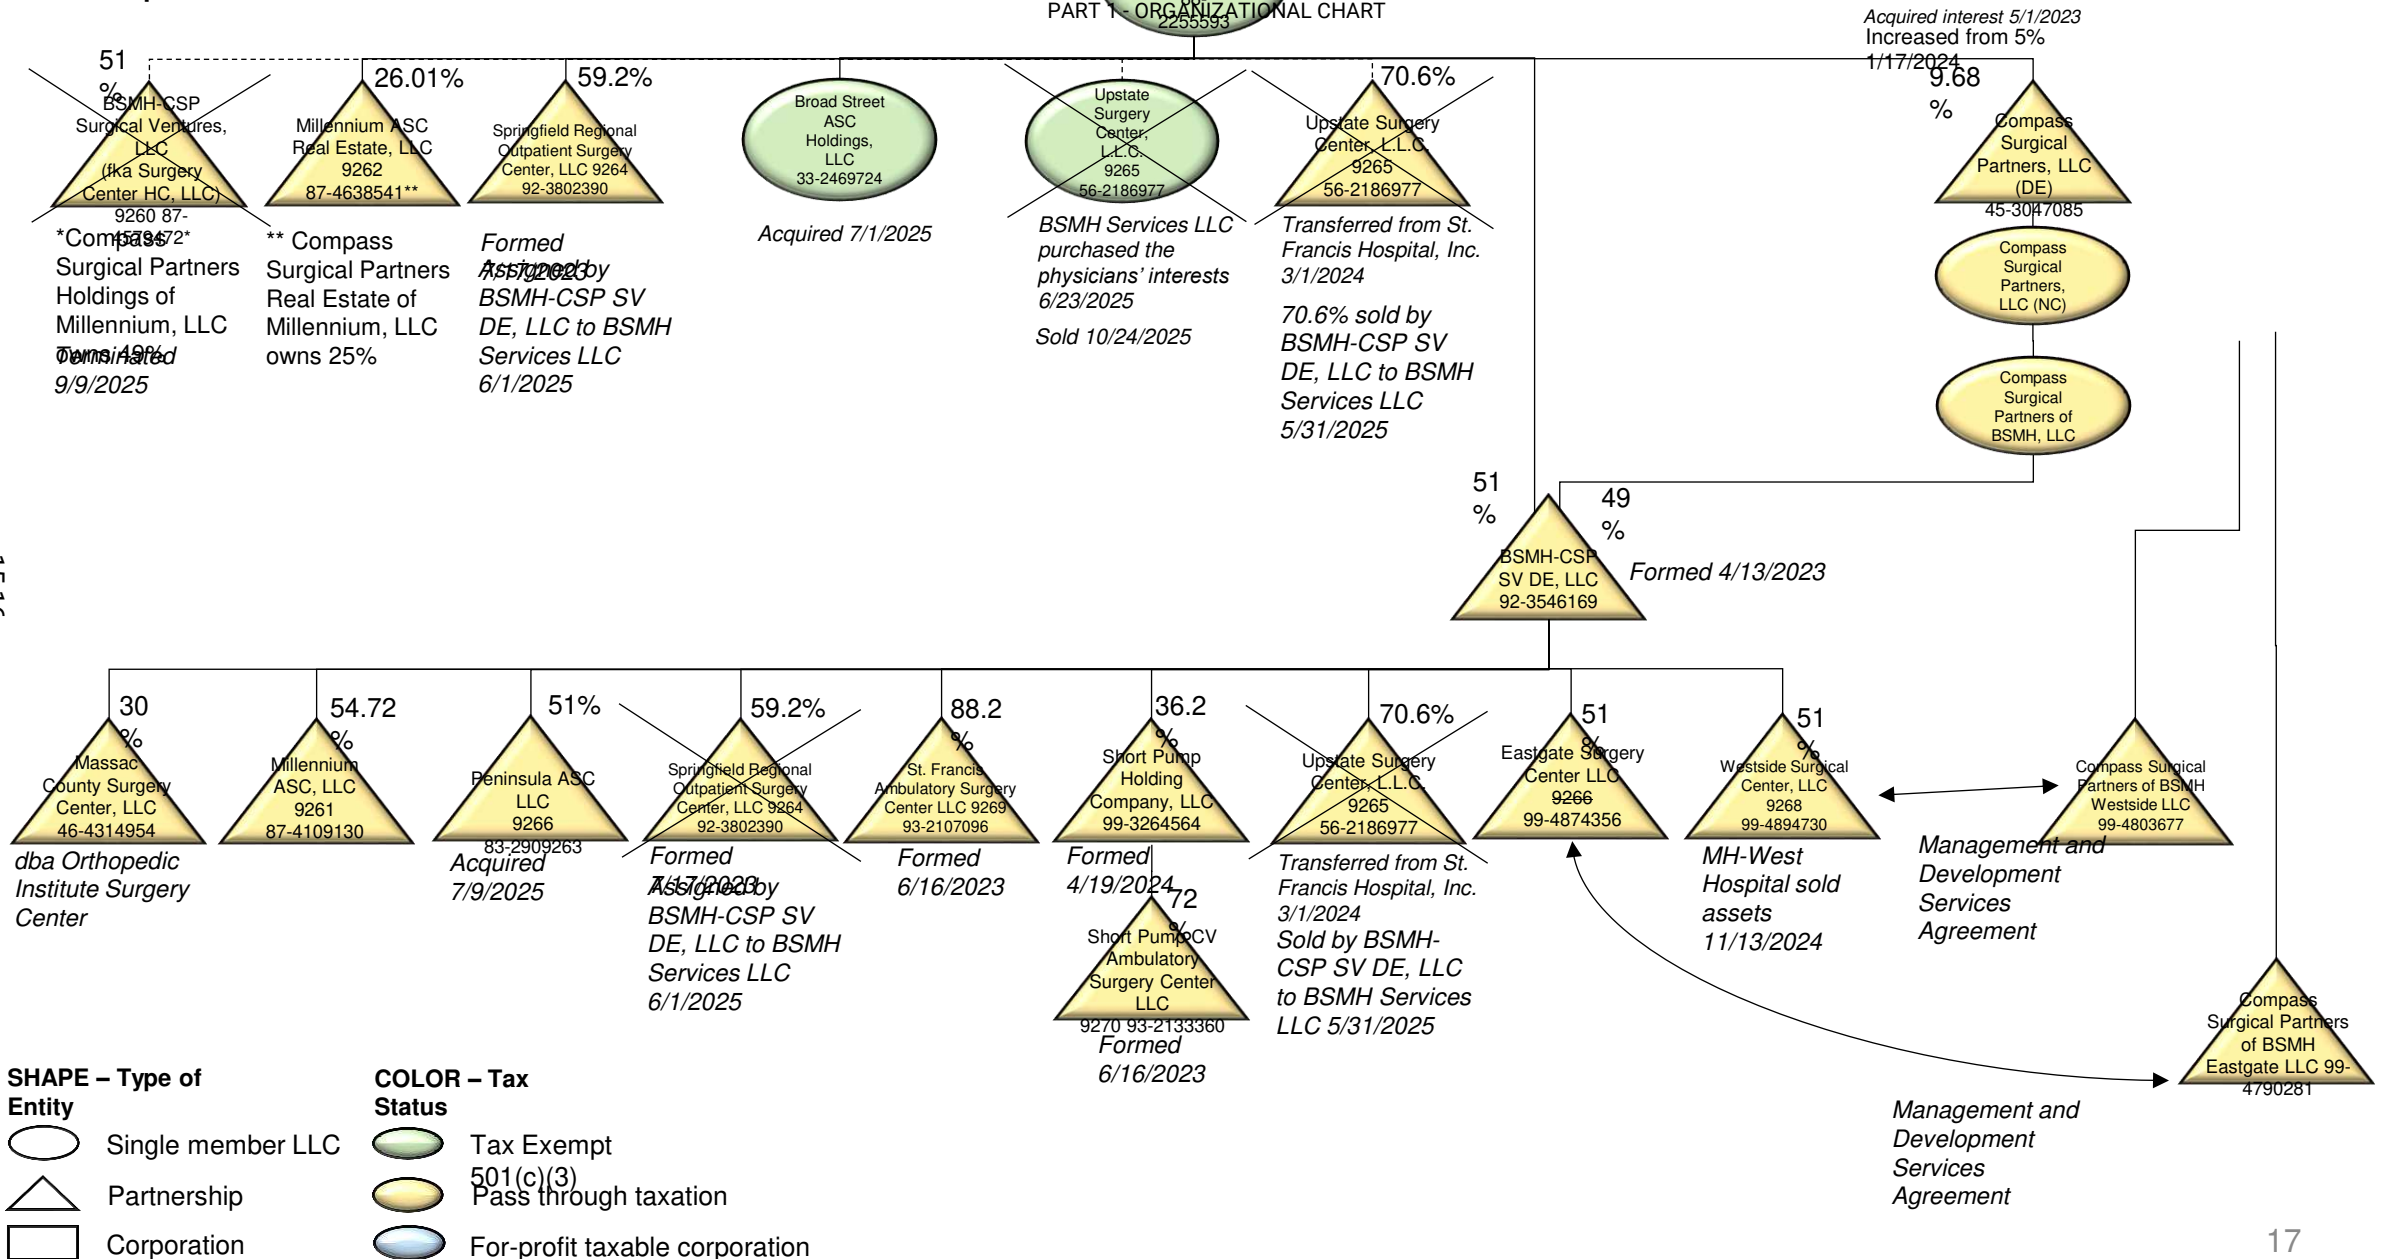 2255593
PART 1 - ORGANIZATIONAL CHART
Acquired interest 5/1/2023
Increased from 5%
1/17/2024
51
%
BSMH-CSP
Surgical Ventures,
LLC
(fka Surgery
Center HC, LLC)
9260 87-
4579472*
*Compass
Surgical Partners
Holdings of
Millennium, LLC
owns 49%
Terminated
9/9/2025
26.01%
Millennium ASC
Real Estate, LLC
9262
87-4638541**
** Compass
Surgical Partners
Real Estate of
Millennium, LLC
owns 25%
59.2%
Springfield Regional
Outpatient Surgery
Center, LLC 9264
92-3802390
Formed
7/17/2023
Assigned by
BSMH-CSP SV
DE, LLC to BSMH
Services LLC
6/1/2025
Broad Street
ASC
Holdings,
LLC
33-2469724
Acquired 7/1/2025
Upstate
Surgery
Center,
L.L.C.
9265
56-2186977
BSMH Services LLC
purchased the
physicians’ interests
6/23/2025
Sold 10/24/2025
70.6%
Upstate Surgery
Center, L.L.C.
9265
56-2186977
Transferred from St.
Francis Hospital, Inc.
3/1/2024
70.6% sold by
BSMH-CSP SV
DE, LLC to BSMH
Services LLC
5/31/2025
9.68
%
Compass
Surgical
Partners, LLC
(DE)
45-3047085
Compass
Surgical
Partners,
LLC (NC)
Compass
Surgical
Partners of
BSMH, LLC
51
%
49
%
BSMH-CSP
SV DE, LLC
92-3546169
Formed 4/13/2023
30
%
Massac
County Surgery
Center, LLC
46-4314954
dba Orthopedic
Institute Surgery
Center
54.72
%
Millennium
ASC, LLC
9261
87-4109130
51%
Peninsula ASC
LLC
9266
83-2909263
Acquired
7/9/2025
59.2%
Springfield Regional
Outpatient Surgery
Center, LLC 9264
92-3802390
Formed
7/17/2023
Assigned by
BSMH-CSP SV
DE, LLC to BSMH
Services LLC
6/1/2025
88.2
%
St. Francis
Ambulatory Surgery
Center LLC 9269
93-2107096
Formed
6/16/2023
36.2
%
Short Pump
Holding
Company, LLC
99-3264564
Formed
4/19/2024
72
%
Short Pump CV
Ambulatory
Surgery Center
LLC
9270 93-2133360
Formed
6/16/2023
70.6%
Upstate Surgery
Center, L.L.C.
9265
56-2186977
Transferred from St.
Francis Hospital, Inc.
3/1/2024
Sold by BSMH-
CSP SV DE, LLC
to BSMH Services
LLC 5/31/2025
51
%
Eastgate Surgery
Center LLC
9266
99-4874356
51
%
Westside Surgical
Center, LLC
9268
99-4894730
MH-West
Hospital sold
assets
11/13/2024
Compass Surgical
Partners of BSMH
Westside LLC
99-4803677
Management and
Development
Services
Agreement
Compass
Surgical Partners
of BSMH
Eastgate LLC 99-
4790281
Management and
Development
Services
Agreement
SHAPE – Type of
Entity
Single member LLC
Partnership
Corporation
COLOR – Tax
Status
Tax Exempt
501(c)(3)
Pass through taxation
For-profit taxable corporation
17